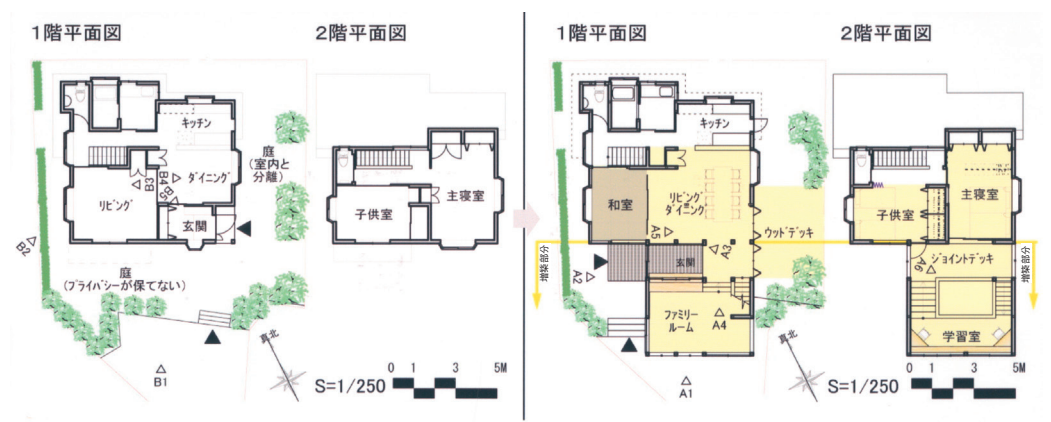 1階平面図
2階平面図
キッチン
庭
(室内と
分離)
ダイニング
B3
B4
B5
リビング
玄関
主寝室
子供室
B2
庭
(プライバシーが保てない)
真北
B1
0 1 3 5M
S=1/250
1階平面図
2階平面図
キッチン
和室
リビング
ダイニング
主寝室
子供室
ウッドデッキ
A5
A3
増築部分
玄関
A2
ジョイントデッキ
A6
増築部分
ファミリー
ルーム
A4
学習室
真北
A1
0 1 3 5M
S=1/250